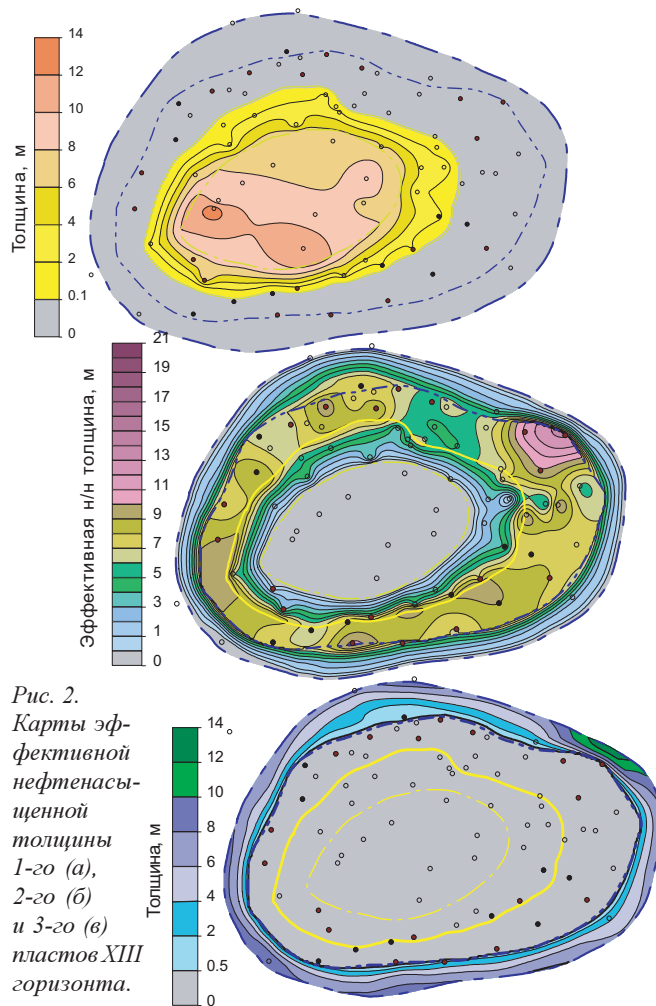 Толщина, м
14
12
10
8
6
4
2
0.1
0
Эффективная н/н толщина, м
21
19
17
15
13
11
9
7
5
3
1
0
Рис. 2.
Карты эф-
фективной
нефтенасы-
щенной
толщины
1-го (а),
2-го (б)
и 3-го (в)
пластов XIII
горизонта.
Толщина, м
14
12
10
8
6
4
2
0.5
0